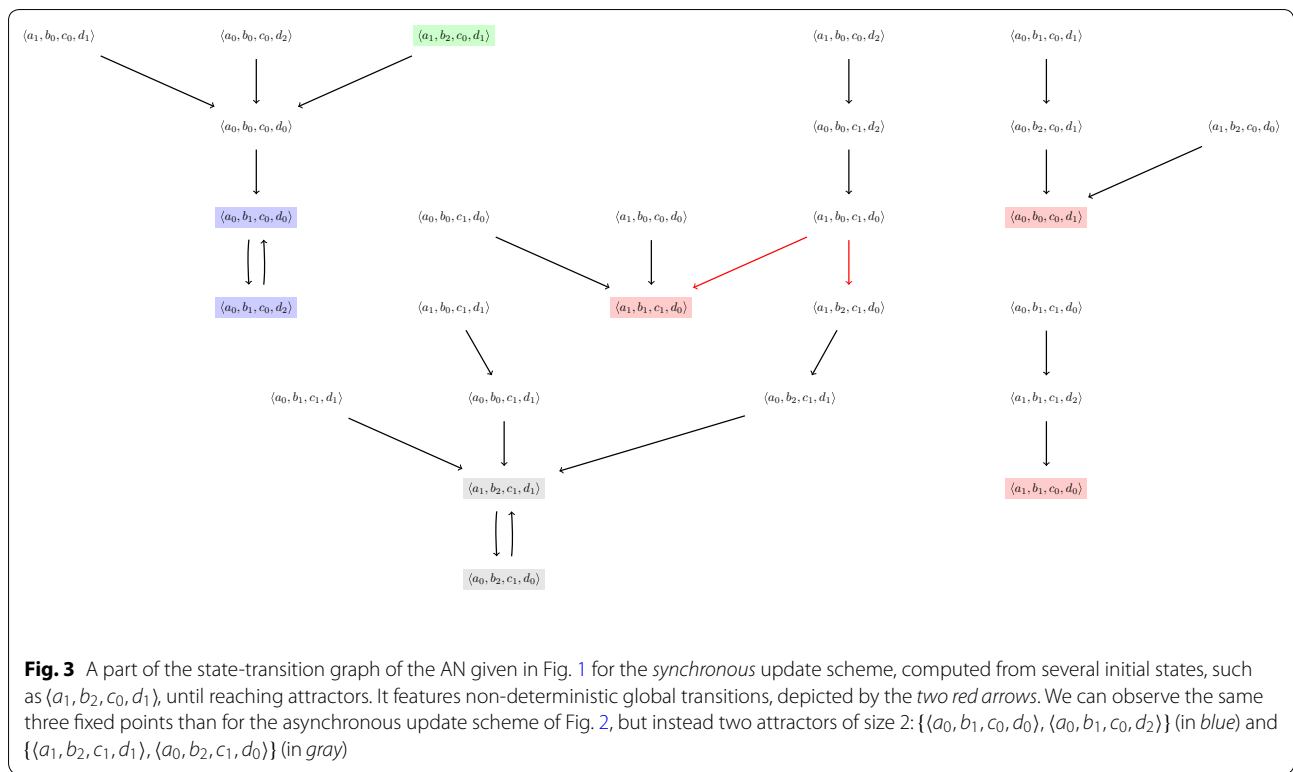 ⟨a₁, b₀, c₀, d₁⟩ ⟨a₀, b₀, c₀, d₂⟩ ⟨a₁, b₂, c₀, d₁⟩ ⟨a₁, b₀, c₀, d₂⟩ ⟨a₀, b₁, c₀, d₁⟩
⟨a₀, b₀, c₀, d₀⟩ ⟨a₀, b₀, c₁, d₂⟩ ⟨a₀, b₂, c₀, d₁⟩ ⟨a₁, b₂, c₀, d₀⟩
⟨a₀, b₁, c₀, d₀⟩ ⟨a₀, b₀, c₁, d₀⟩ ⟨a₁, b₀, c₀, d₀⟩ ⟨a₁, b₀, c₁, d₀⟩ ⟨a₀, b₀, c₀, d₁⟩
⟨a₀, b₁, c₀, d₂⟩ ⟨a₁, b₀, c₁, d₁⟩ ⟨a₁, b₁, c₁, d₀⟩ ⟨a₁, b₂, c₁, d₀⟩ ⟨a₀, b₁, c₁, d₀⟩
⟨a₀, b₁, c₁, d₁⟩ ⟨a₀, b₀, c₁, d₁⟩ ⟨a₀, b₂, c₁, d₁⟩ ⟨a₁, b₁, c₁, d₂⟩
⟨a₁, b₂, c₁, d₁⟩ ⟨a₁, b₁, c₀, d₀⟩
⟨a₀, b₂, c₁, d₀⟩
Fig. 3 A part of the state-transition graph of the AN given in Fig. 1 for the synchronous update scheme, computed from several initial states, such
as ⟨a₁, b₂, c₀, d₁⟩, until reaching attractors. It features non-deterministic global transitions, depicted by the two red arrows. We can observe the same
three fixed points than for the asynchronous update scheme of Fig. 2, but instead two attractors of size 2: {⟨a₀, b₁, c₀, d₀⟩, ⟨a₀, b₁, c₀, d₂⟩} (in blue) and
{⟨a₁, b₂, c₁, d₁⟩, ⟨a₀, b₂, c₁, d₀⟩} (in gray)